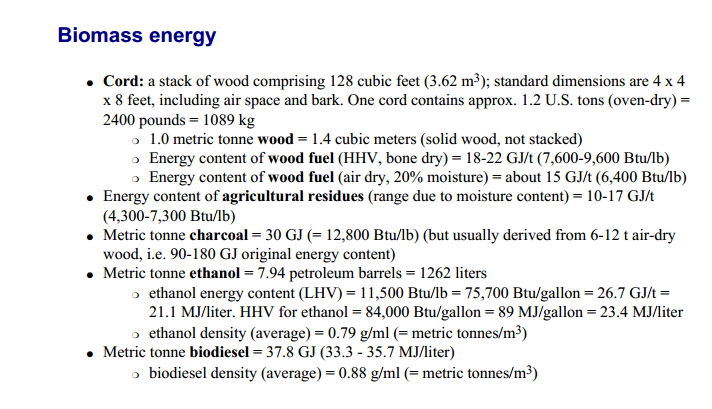 Biomass energy
• Cord: a stack of wood comprising 128 cubic feet (3.62 m³); standard dimensions are 4 x 4
x 8 feet, including air space and bark. One cord contains approx. 1.2 U.S. tons (oven-dry) =
2400 pounds = 1089 kg
○ 1.0 metric tonne wood = 1.4 cubic meters (solid wood, not stacked)
○ Energy content of wood fuel (HHV, bone dry) = 18-22 GJ/t (7,600-9,600 Btu/lb)
○ Energy content of wood fuel (air dry, 20% moisture) = about 15 GJ/t (6,400 Btu/lb)
• Energy content of agricultural residues (range due to moisture content) = 10-17 GJ/t
(4,300-7,300 Btu/lb)
• Metric tonne charcoal = 30 GJ (= 12,800 Btu/lb) (but usually derived from 6-12 t air-dry
wood, i.e. 90-180 GJ original energy content)
• Metric tonne ethanol = 7.94 petroleum barrels = 1262 liters
○ ethanol energy content (LHV) = 11,500 Btu/lb = 75,700 Btu/gallon = 26.7 GJ/t =
21.1 MJ/liter. HHV for ethanol = 84,000 Btu/gallon = 89 MJ/gallon = 23.4 MJ/liter
○ ethanol density (average) = 0.79 g/ml (= metric tonnes/m³)
• Metric tonne biodiesel = 37.8 GJ (33.3 - 35.7 MJ/liter)
○ biodiesel density (average) = 0.88 g/ml (= metric tonnes/m³)